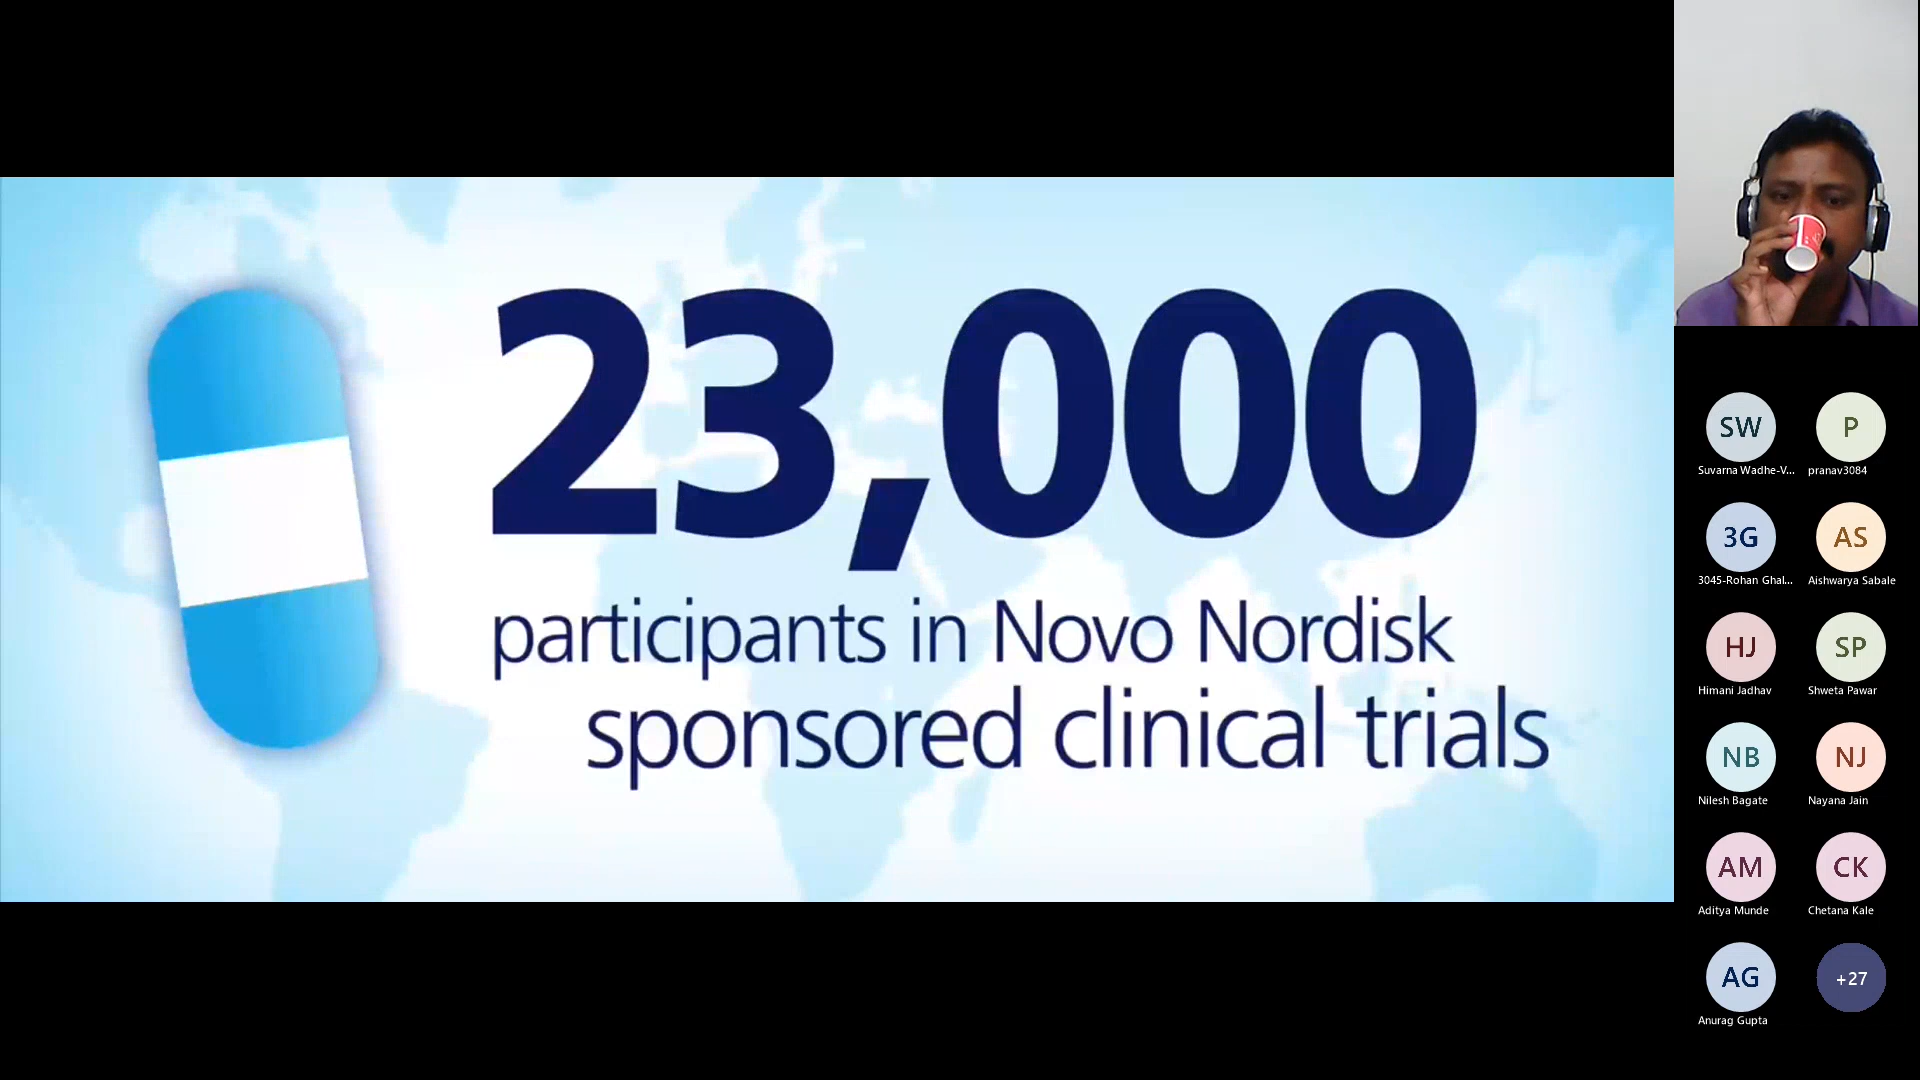 23,000
participants in Novo Nordisk
sponsored clinical trials
SW
P
Suvarna Wadhe-V...
pranav3084
3G
AS
3045-Rohan Ghal...
Aishwarya Sabale
HJ
SP
Himani Jadhav
Shweta Pawar
NB
NJ
Nilesh Bagate
Nayana Jain
AM
CK
Aditya Munde
Chetana Kale
AG
+27
Anurag Gupta